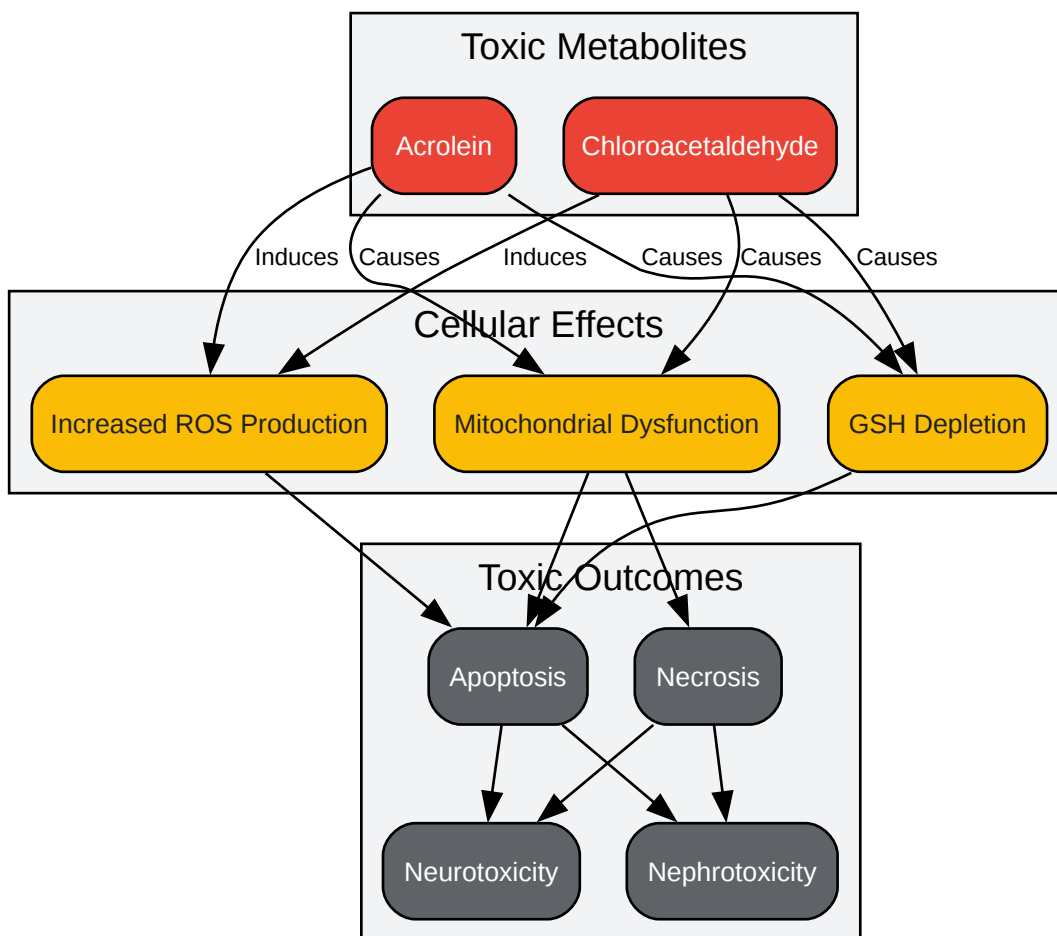 Toxic Metabolites
Acrolein
Chloroacetaldehyde
Induces
Causes
Induces
Causes
Causes
Causes
Cellular Effects
Increased ROS Production
Mitochondrial Dysfunction
GSH Depletion
Toxic Outcomes
Apoptosis
Necrosis
Neurotoxicity
Nephrotoxicity